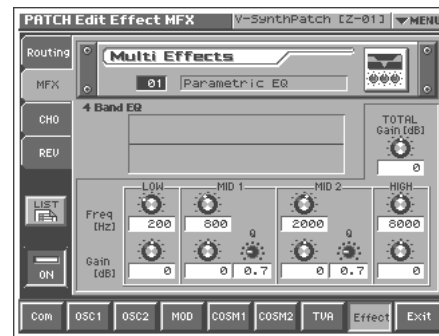 PATCH Edit Effect MFX V-SynthPatch [Z-01] ▼MENU
Routing
Multi Effects
MFX
01 Parametric EQ
4 Band EQ
CHO
TOTAL
Gain[dB]
REV
0
LOW MID 1 MID 2 HIGH
LIST
Freq
[Hz]
200 800 2000 8000
Q Q
Gain
[dB]
0 0 0.7 0 0.7 0
ON
Com OSC1 OSC2 MOD COSM1 COSM2 TVA Effect Exit